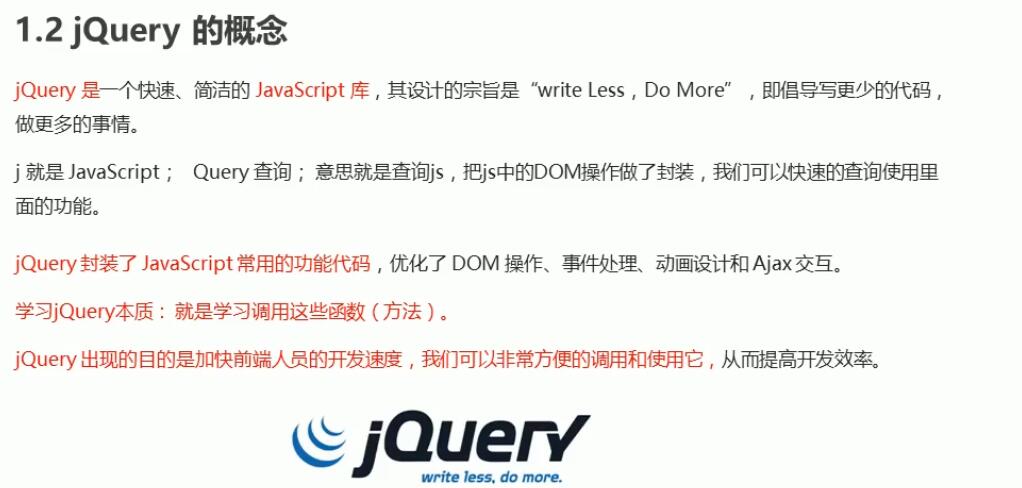 1.2 jQuery 的概念
jQuery 是一个快速、简洁的 JavaScript 库，其设计的宗旨是“write Less，Do More”，即倡导写更少的代码，
做更多的事情。
j 就是 JavaScript； Query 查询；意思就是查询js，把js中的DOM操作做了封装，我们可以快速的查询使用里
面的功能。
jQuery 封装了 JavaScript 常用的功能代码，优化了 DOM 操作、事件处理、动画设计和 Ajax 交互。
学习jQuery本质：就是学习调用这些函数（方法）。
jQuery 出现的目的是加快前端人员的开发速度，我们可以非常方便的调用和使用它，从而提高开发效率。
jQuery
write less, do more.